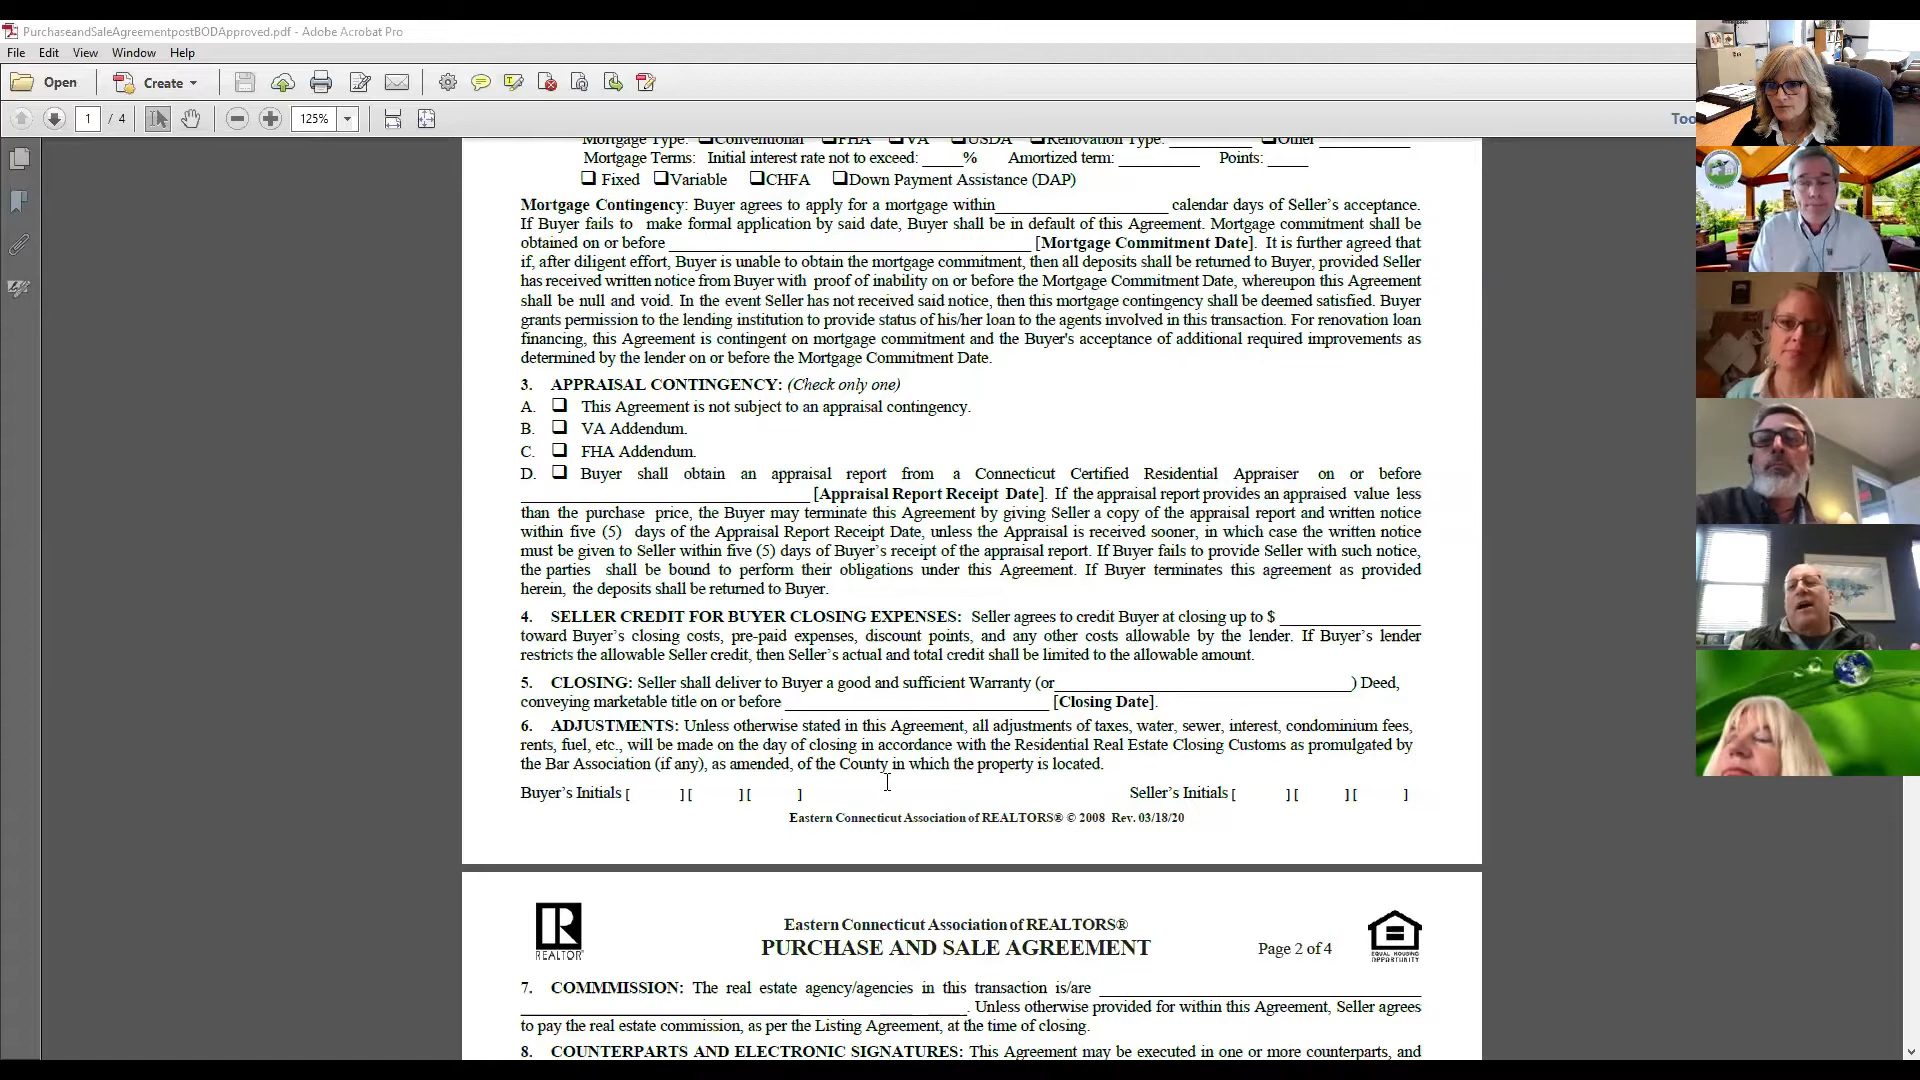 PurchaseandSaleAgreementpostBODApproved.pdf - Adobe Acrobat Pro
File Edit View Window Help
Open Create
1 / 4 125% Too
Mortgage Type: ❑Conventional ❑FHA ❑VA ❑USDA ❑Renovation Type: __________ ❑Other ___________
Mortgage Terms: Initial interest rate not to exceed: _____% Amortized term: __________ Points: _____
❑ Fixed ❑Variable ❑CHFA ❑Down Payment Assistance (DAP)
Mortgage Contingency: Buyer agrees to apply for a mortgage within_____________________ calendar days of Seller’s acceptance.
If Buyer fails to make formal application by said date, Buyer shall be in default of this Agreement. Mortgage commitment shall be
obtained on or before ____________________________________________ [Mortgage Commitment Date]. It is further agreed that
if, after diligent effort, Buyer is unable to obtain the mortgage commitment, then all deposits shall be returned to Buyer, provided Seller
has received written notice from Buyer with proof of inability on or before the Mortgage Commitment Date, whereupon this Agreement
shall be null and void. In the event Seller has not received said notice, then this mortgage contingency shall be deemed satisfied. Buyer
grants permission to the lending institution to provide status of his/her loan to the agents involved in this transaction. For renovation loan
financing, this Agreement is contingent on mortgage commitment and the Buyer's acceptance of additional required improvements as
determined by the lender on or before the Mortgage Commitment Date.
3. APPRAISAL CONTINGENCY: (Check only one)
A. ❑ This Agreement is not subject to an appraisal contingency.
B. ❑ VA Addendum.
C. ❑ FHA Addendum.
D. ❑ Buyer shall obtain an appraisal report from a Connecticut Certified Residential Appraiser on or before
___________________________________ [Appraisal Report Receipt Date]. If the appraisal report provides an appraised value less
than the purchase price, the Buyer may terminate this Agreement by giving Seller a copy of the appraisal report and written notice
within five (5) days of the Appraisal Report Receipt Date, unless the Appraisal is received sooner, in which case the written notice
must be given to Seller within five (5) days of Buyer’s receipt of the appraisal report. If Buyer fails to provide Seller with such notice,
the parties shall be bound to perform their obligations under this Agreement. If Buyer terminates this agreement as provided
herein, the deposits shall be returned to Buyer.
4. SELLER CREDIT FOR BUYER CLOSING EXPENSES: Seller agrees to credit Buyer at closing up to $ _________________
toward Buyer’s closing costs, pre-paid expenses, discount points, and any other costs allowable by the lender. If Buyer’s lender
restricts the allowable Seller credit, then Seller’s actual and total credit shall be limited to the allowable amount.
5. CLOSING: Seller shall deliver to Buyer a good and sufficient Warranty (or____________________________________) Deed,
conveying marketable title on or before ________________________________ [Closing Date].
6. ADJUSTMENTS: Unless otherwise stated in this Agreement, all adjustments of taxes, water, sewer, interest, condominium fees,
rents, fuel, etc., will be made on the day of closing in accordance with the Residential Real Estate Closing Customs as promulgated by
the Bar Association (if any), as amended, of the County in which the property is located.
Buyer’s Initials [ ] [ ] [ ] Seller’s Initials [ ] [ ] [ ]
Eastern Connecticut Association of REALTORS® © 2008 Rev. 03/18/20
REALTOR®
Eastern Connecticut Association of REALTORS®
PURCHASE AND SALE AGREEMENT Page 2 of 4
EQUAL HOUSING
OPPORTUNITY
7. COMMMISSION: The real estate agency/agencies in this transaction is/are _______________________________________
______________________________________________________. Unless otherwise provided for within this Agreement, Seller agrees
to pay the real estate commission, as per the Listing Agreement, at the time of closing.
8. COUNTERPARTS AND ELECTRONIC SIGNATURES: This Agreement may be executed in one or more counterparts, and